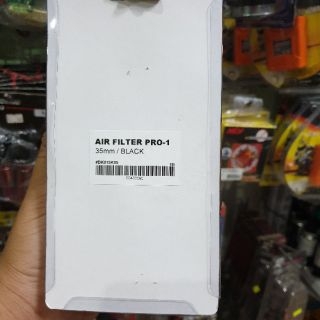 AIR FILTER PRO-1
35mm / BLACK